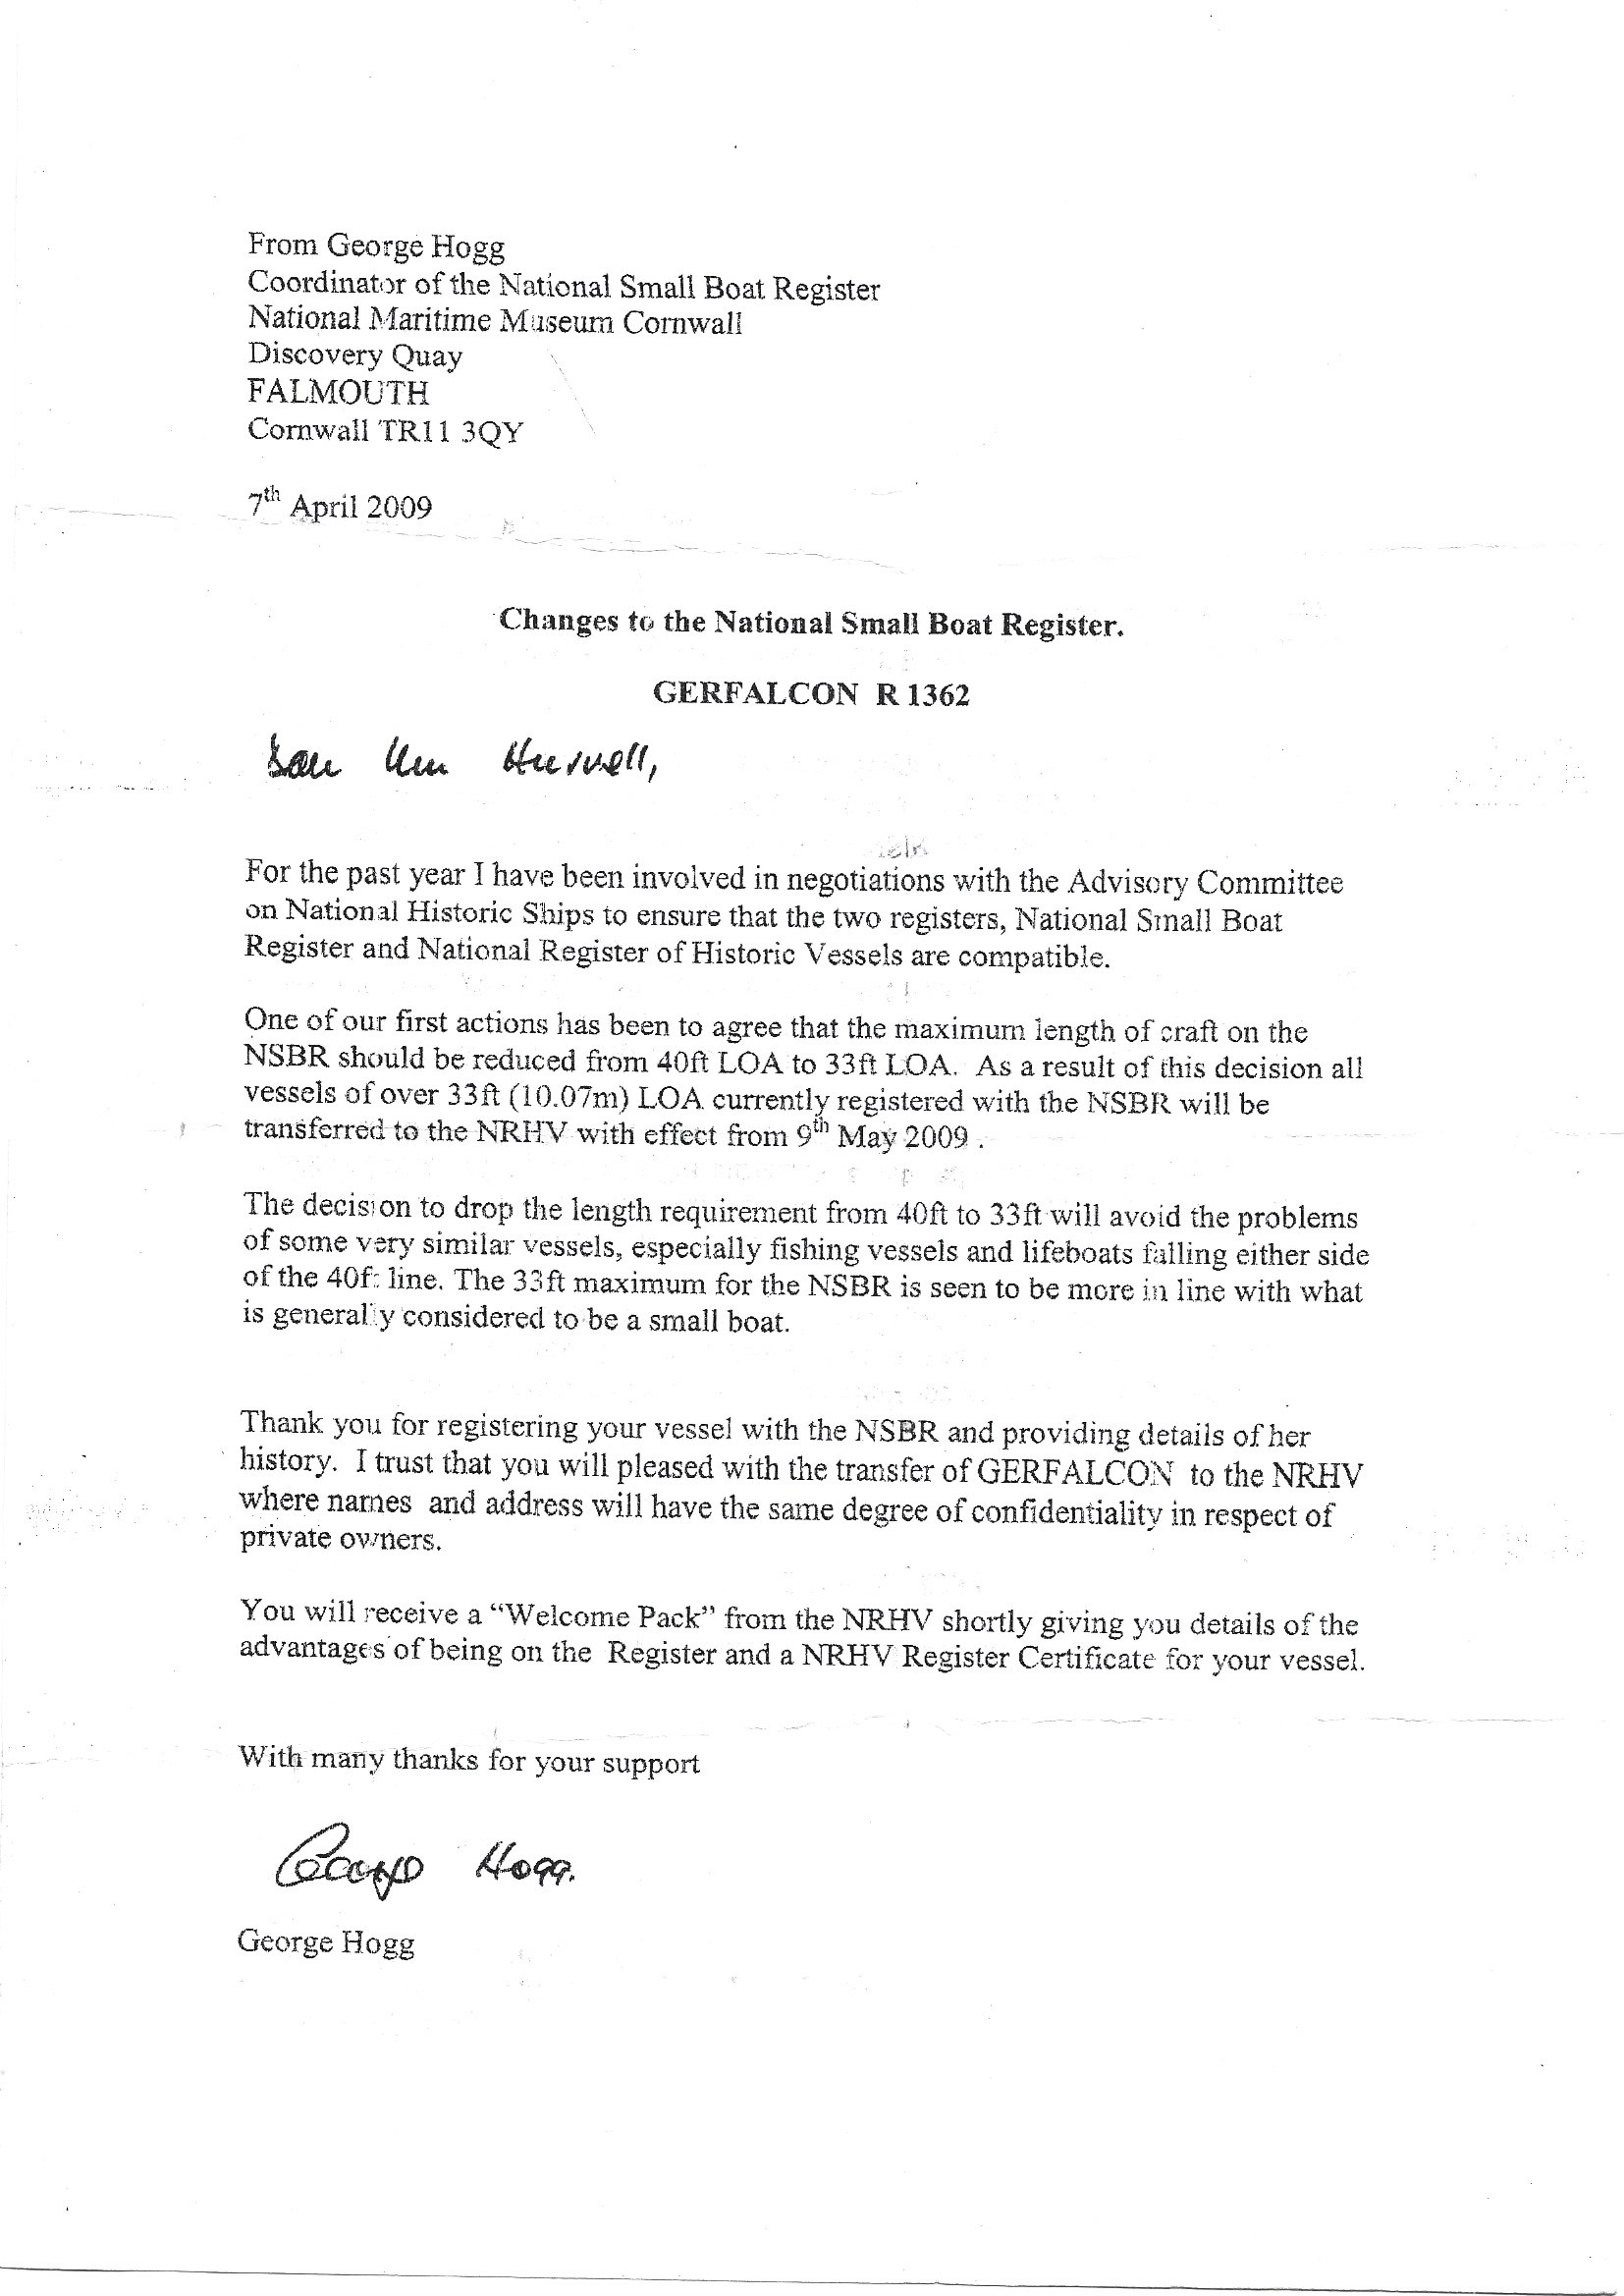 From George Hogg
Coordinator of the National Small Boat Register
National Maritime Museum Cornwall
Discovery Quay
FALMOUTH
Cornwall TR11 3QY
7th April 2009
Changes to the National Small Boat Register.
GERFALCON R 1362
For the past year I have been involved in negotiations with the Advisory Committee
on National Historic Ships to ensure that the two registers, National Small Boat
Register and National Register of Historic Vessels are compatible.
One of our first actions has been to agree that the maximum length of craft on the
NSBR should be reduced from 40ft LOA to 33ft LOA. As a result of this decision all
vessels of over 33ft (10.07m) LOA currently registered with the NSBR will be
transferred to the NRHV with effect from 9th May 2009 .
The decision to drop the length requirement from 40ft to 33ft will avoid the problems
of some very similar vessels, especially fishing vessels and lifeboats falling either side
of the 40ft line. The 33ft maximum for the NSBR is seen to be more in line with what
is generally considered to be a small boat.
Thank you for registering your vessel with the NSBR and providing details of her
history. I trust that you will pleased with the transfer of GERFALCON to the NRHV
where names and address will have the same degree of confidentiality in respect of
private owners.
You will receive a “Welcome Pack” from the NRHV shortly giving you details of the
advantages of being on the Register and a NRHV Register Certificate for your vessel.
With many thanks for your support
George Hogg.
George Hogg